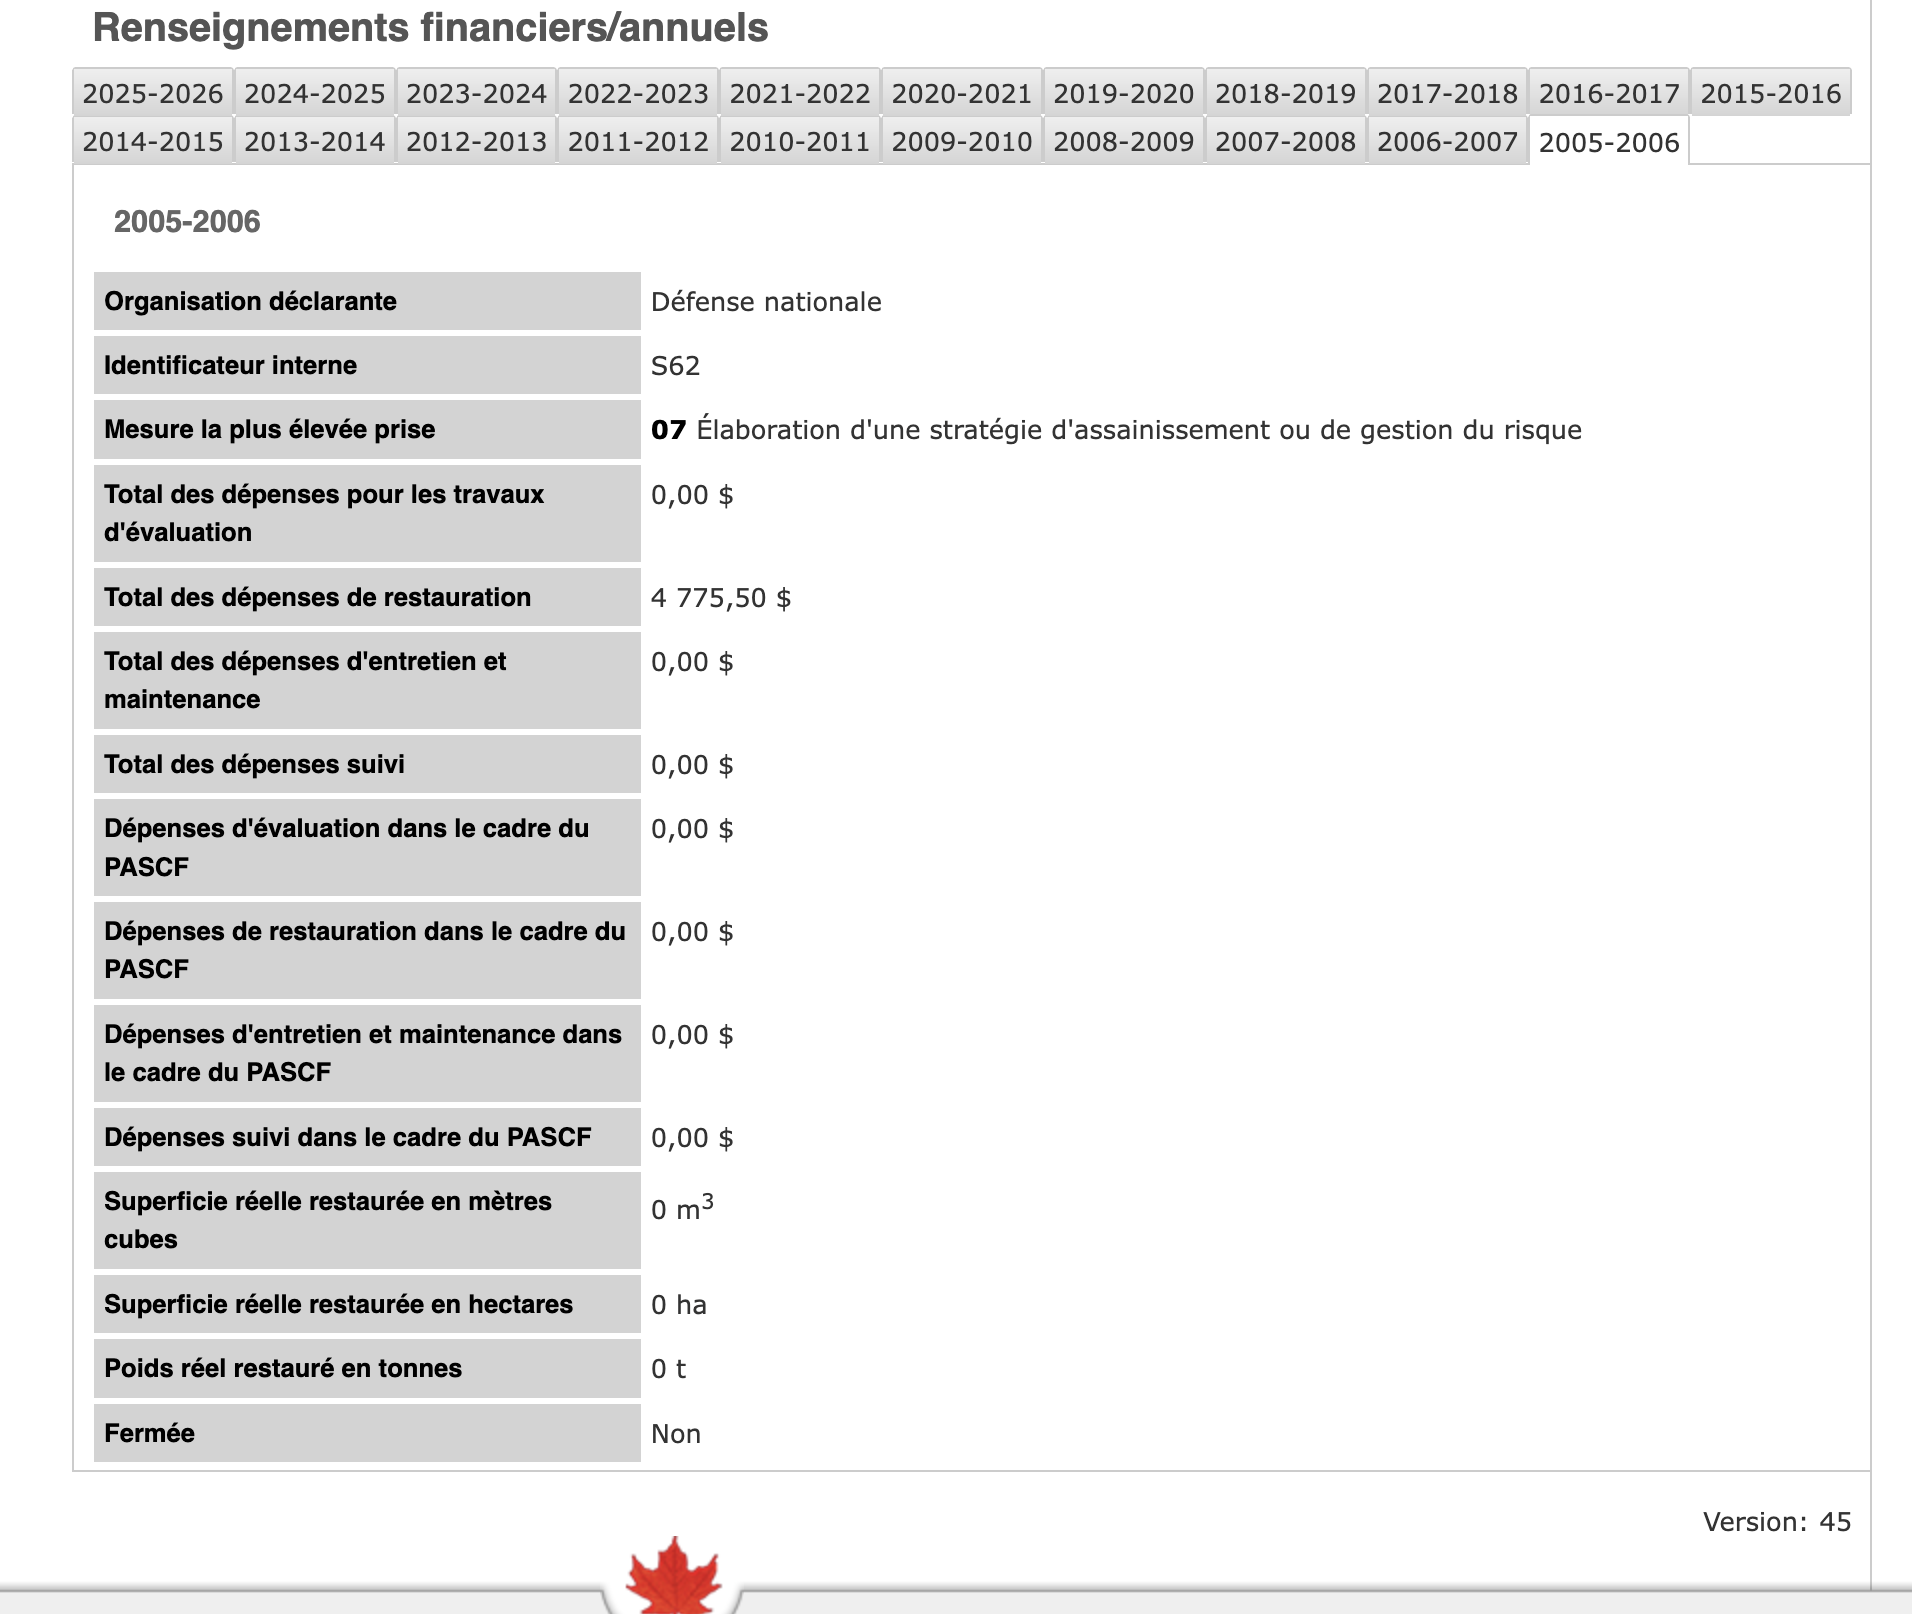 Renseignements financiers/annuels
2025-2026 2024-2025 2023-2024 2022-2023 2021-2022 2020-2021 2019-2020 2018-2019 2017-2018 2016-2017 2015-2016
2014-2015 2013-2014 2012-2013 2011-2012 2010-2011 2009-2010 2008-2009 2007-2008 2006-2007 2005-2006
2005-2006
Organisation déclarante Défense nationale
Identificateur interne S62
Mesure la plus élevée prise 07 Élaboration d'une stratégie d'assainissement ou de gestion du risque
Total des dépenses pour les travaux 0,00 $
d'évaluation
Total des dépenses de restauration 4 775,50 $
Total des dépenses d'entretien et 0,00 $
maintenance
Total des dépenses suivi 0,00 $
Dépenses d'évaluation dans le cadre du 0,00 $
PASCF
Dépenses de restauration dans le cadre du 0,00 $
PASCF
Dépenses d'entretien et maintenance dans 0,00 $
le cadre du PASCF
Dépenses suivi dans le cadre du PASCF 0,00 $
Superficie réelle restaurée en mètres 0 m³
cubes
Superficie réelle restaurée en hectares 0 ha
Poids réel restauré en tonnes 0 t
Fermée Non
Version: 45